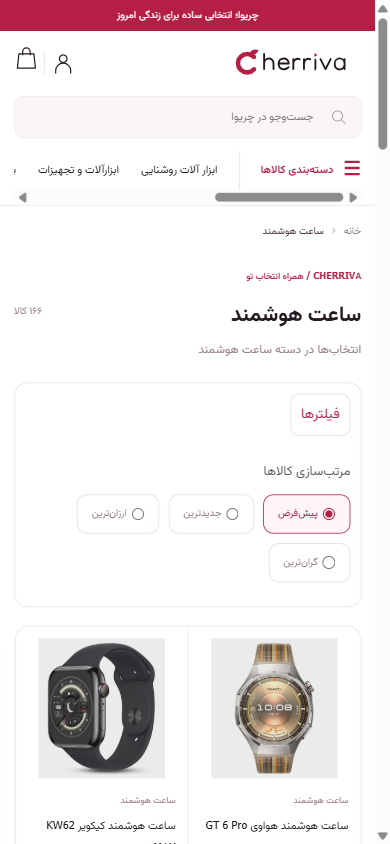 چریوا؛ انتخابی ساده برای زندگی امروز
Cherriva
جست‌وجو در چریوا
دسته‌بندی کالاها
ابزار آلات روشنایی
ابزارآلات و تجهیزات
خانه › ساعت هوشمند
CHERRIVA / همراه انتخاب تو
ساعت هوشمند
۱۶۶ کالا
انتخاب‌ها در دسته ساعت هوشمند
فیلترها
مرتب‌سازی کالاها
پیش‌فرض
جدیدترین
ارزان‌ترین
گران‌ترین
10:08
ساعت هوشمند
ساعت هوشمند هواوی GT 6 Pro
ساعت هوشمند
ساعت هوشمند کیکویر KW62